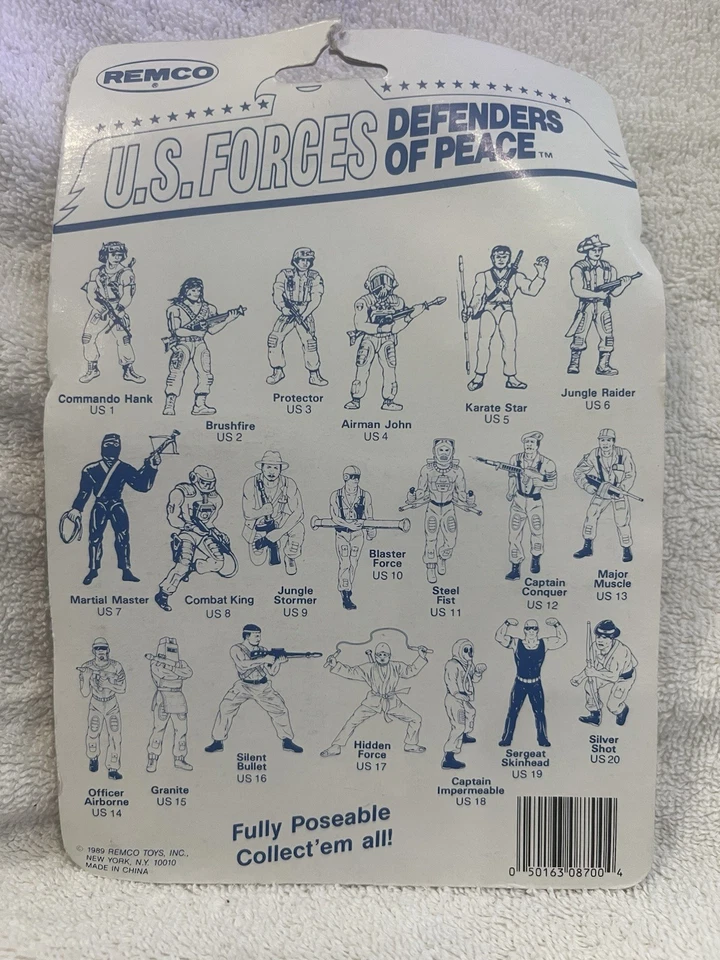 REMCO
®
U.S. FORCES
DEFENDERS
OF PEACE™
Commando Hank
US 1
Brushfire
US 2
Protector
US 3
Airman John
US 4
Karate Star
US 5
Jungle Raider
US 6
Martial Master
US 7
Combat King
US 8
Jungle
Stormer
US 9
Blaster
Force
US 10
Steel
Fist
US 11
Captain
Conquer
US 12
Major
Muscle
US 13
Officer
Airborne
US 14
Granite
US 15
Silent
Bullet
US 16
Hidden
Force
US 17
Captain
Impermeable
US 18
Sergeat
Skinhead
US 19
Silver
Shot
US 20
Fully Poseable
Collect'em all!
© 1989 REMCO TOYS, INC.,
NEW YORK, N.Y. 10010
MADE IN CHINA
0 50163 08700 4